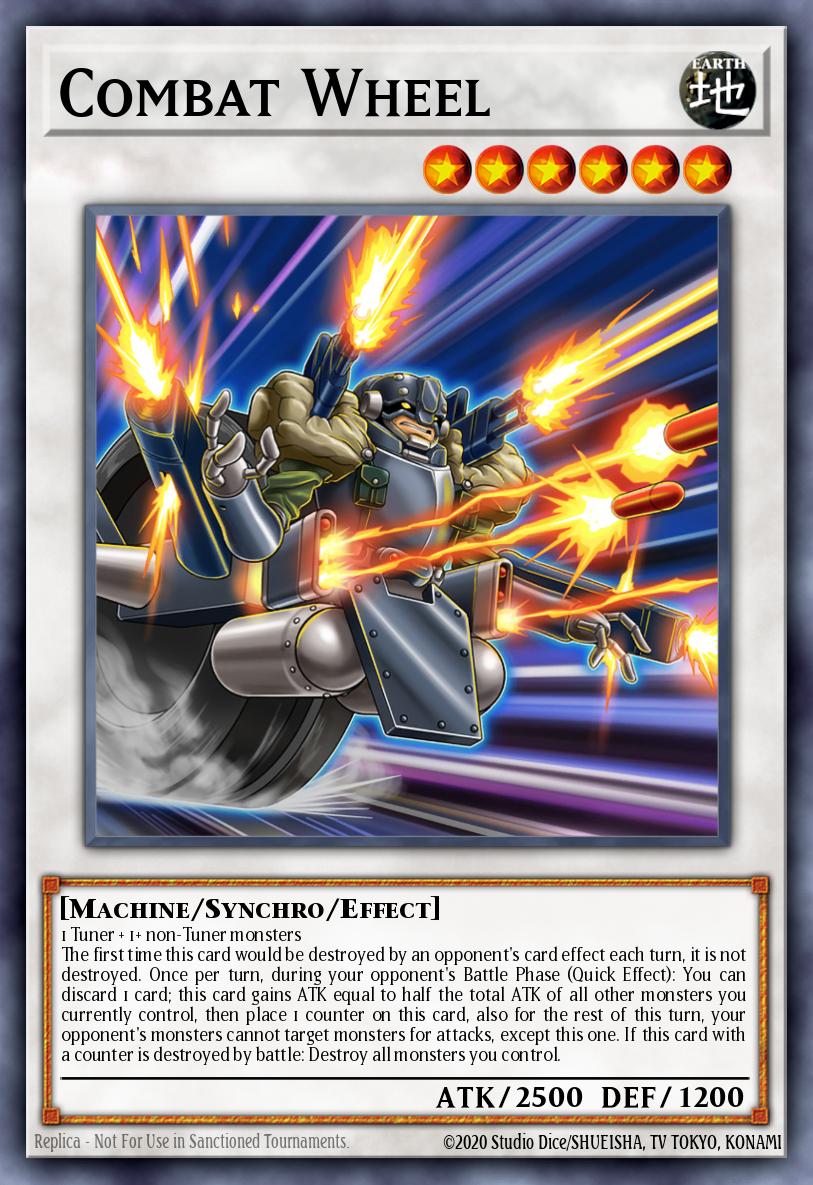 Combat Wheel
EARTH
地
[Machine/Synchro/Effect]
1 Tuner + 1+ non-Tuner monsters
The first time this card would be destroyed by an opponent's card effect each turn, it is not
destroyed. Once per turn, during your opponent's Battle Phase (Quick Effect): You can
discard 1 card; this card gains ATK equal to half the total ATK of all other monsters you
currently control, then place 1 counter on this card, also for the rest of this turn, your
opponent's monsters cannot target monsters for attacks, except this one. If this card with
a counter is destroyed by battle: Destroy all monsters you control.
ATK/2500 DEF/1200
Replica - Not For Use in Sanctioned Tournaments.
©2020 Studio Dice/SHUEISHA, TV TOKYO, KONAMI